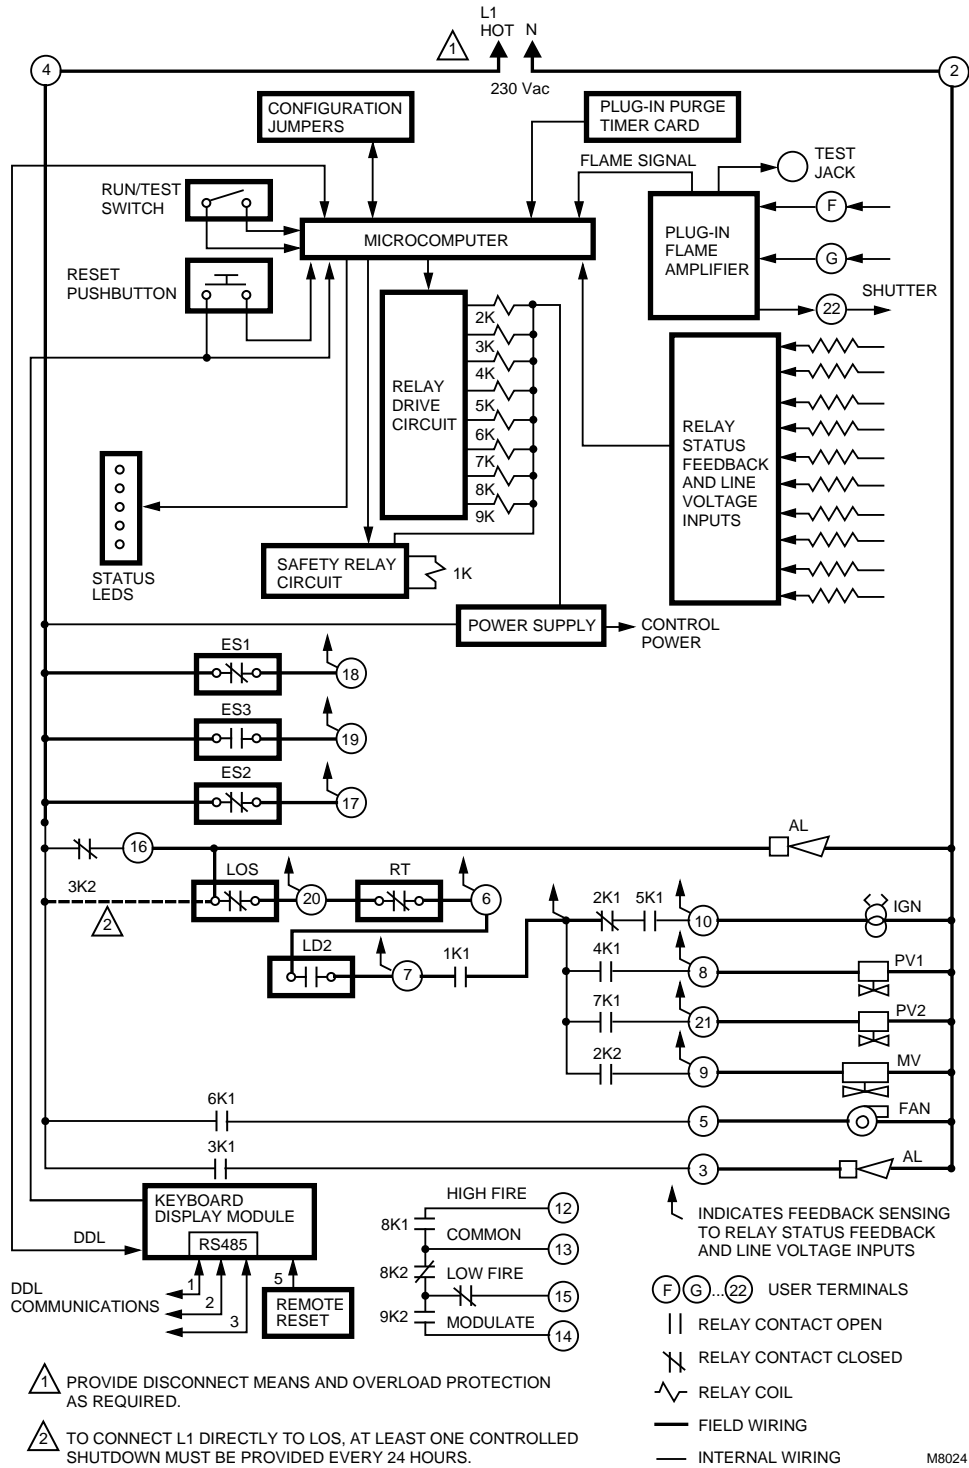 L1
HOT N
1
4
2
230 Vac
CONFIGURATION
JUMPERS
PLUG-IN PURGE
TIMER CARD
FLAME SIGNAL
TEST
JACK
RUN/TEST
SWITCH
MICROCOMPUTER
PLUG-IN
FLAME
AMPLIFIER
F
G
22
SHUTTER
RESET
PUSHBUTTON
RELAY
DRIVE
CIRCUIT
2K
3K
4K
5K
6K
7K
8K
9K
RELAY
STATUS
FEEDBACK
AND LINE
VOLTAGE
INPUTS
STATUS
LEDS
SAFETY RELAY
CIRCUIT
1K
POWER SUPPLY
CONTROL
POWER
ES1
18
ES3
19
ES2
17
16
AL
3K2
2
LOS
20
RT
6
LD2
7
1K1
2K1
5K1
10
IGN
4K1
8
PV1
7K1
21
PV2
2K2
9
MV
6K1
5
FAN
3K1
3
AL
KEYBOARD
DISPLAY MODULE
RS485
DDL
DDL
COMMUNICATIONS
1
2
3
5
REMOTE
RESET
HIGH FIRE
12
8K1
COMMON
13
8K2
LOW FIRE
15
9K2
MODULATE
14
INDICATES FEEDBACK SENSING
TO RELAY STATUS FEEDBACK
AND LINE VOLTAGE INPUTS
F G ... 22 USER TERMINALS
RELAY CONTACT OPEN
RELAY CONTACT CLOSED
RELAY COIL
FIELD WIRING
INTERNAL WIRING
1 PROVIDE DISCONNECT MEANS AND OVERLOAD PROTECTION
AS REQUIRED.
2 TO CONNECT L1 DIRECTLY TO LOS, AT LEAST ONE CONTROLLED
SHUTDOWN MUST BE PROVIDED EVERY 24 HOURS.
M8024